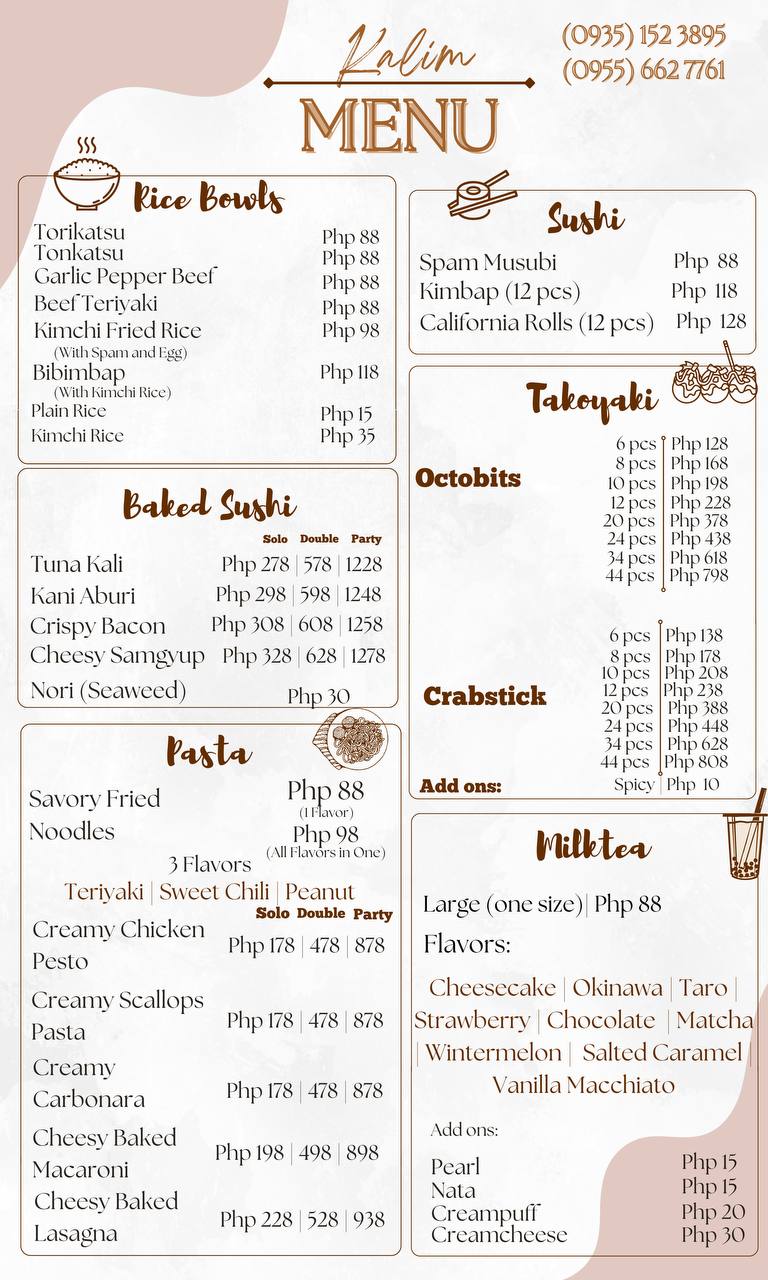 Kalim
MENU
(0935) 152 3895
(0955) 662 7761
Rice Bowls
Torikatsu Php 88
Tonkatsu Php 88
Garlic Pepper Beef Php 88
Beef Teriyaki Php 88
Kimchi Fried Rice Php 98
(With Spam and Egg)
Bibimbap Php 118
(With Kimchi Rice)
Plain Rice Php 15
Kimchi Rice Php 35
Baked Sushi
Solo Double Party
Tuna Kali Php 278 | 578 | 1228
Kani Aburi Php 298 | 598 | 1248
Crispy Bacon Php 308 | 608 | 1258
Cheesy Samgyup Php 328 | 628 | 1278
Nori (Seaweed) Php 30
Pasta
Savory Fried Php 88
(1 Flavor)
Noodles Php 98
(All Flavors in One)
3 Flavors
Teriyaki | Sweet Chili | Peanut
Solo Double Party
Creamy Chicken
Pesto Php 178 | 478 | 878
Creamy Scallops
Pasta Php 178 | 478 | 878
Creamy
Carbonara Php 178 | 478 | 878
Cheesy Baked
Macaroni Php 198 | 498 | 898
Cheesy Baked
Lasagna Php 228 | 528 | 938
Sushi
Spam Musubi Php 88
Kimbap (12 pcs) Php 118
California Rolls (12 pcs) Php 128
Takoyaki
Octobits
6 pcs Php 128
8 pcs Php 168
10 pcs Php 198
12 pcs Php 228
20 pcs Php 378
24 pcs Php 438
34 pcs Php 618
44 pcs Php 798
Crabstick
6 pcs Php 138
8 pcs Php 178
10 pcs Php 208
12 pcs Php 238
20 pcs Php 388
24 pcs Php 448
34 pcs Php 628
44 pcs Php 808
Add ons: Spicy | Php 10
Milktea
Large (one size)| Php 88
Flavors:
Cheesecake | Okinawa | Taro |
Strawberry | Chocolate | Matcha
| Wintermelon | Salted Caramel |
Vanilla Macchiato
Add ons:
Pearl Php 15
Nata Php 15
Creampuff Php 20
Creamcheese Php 30